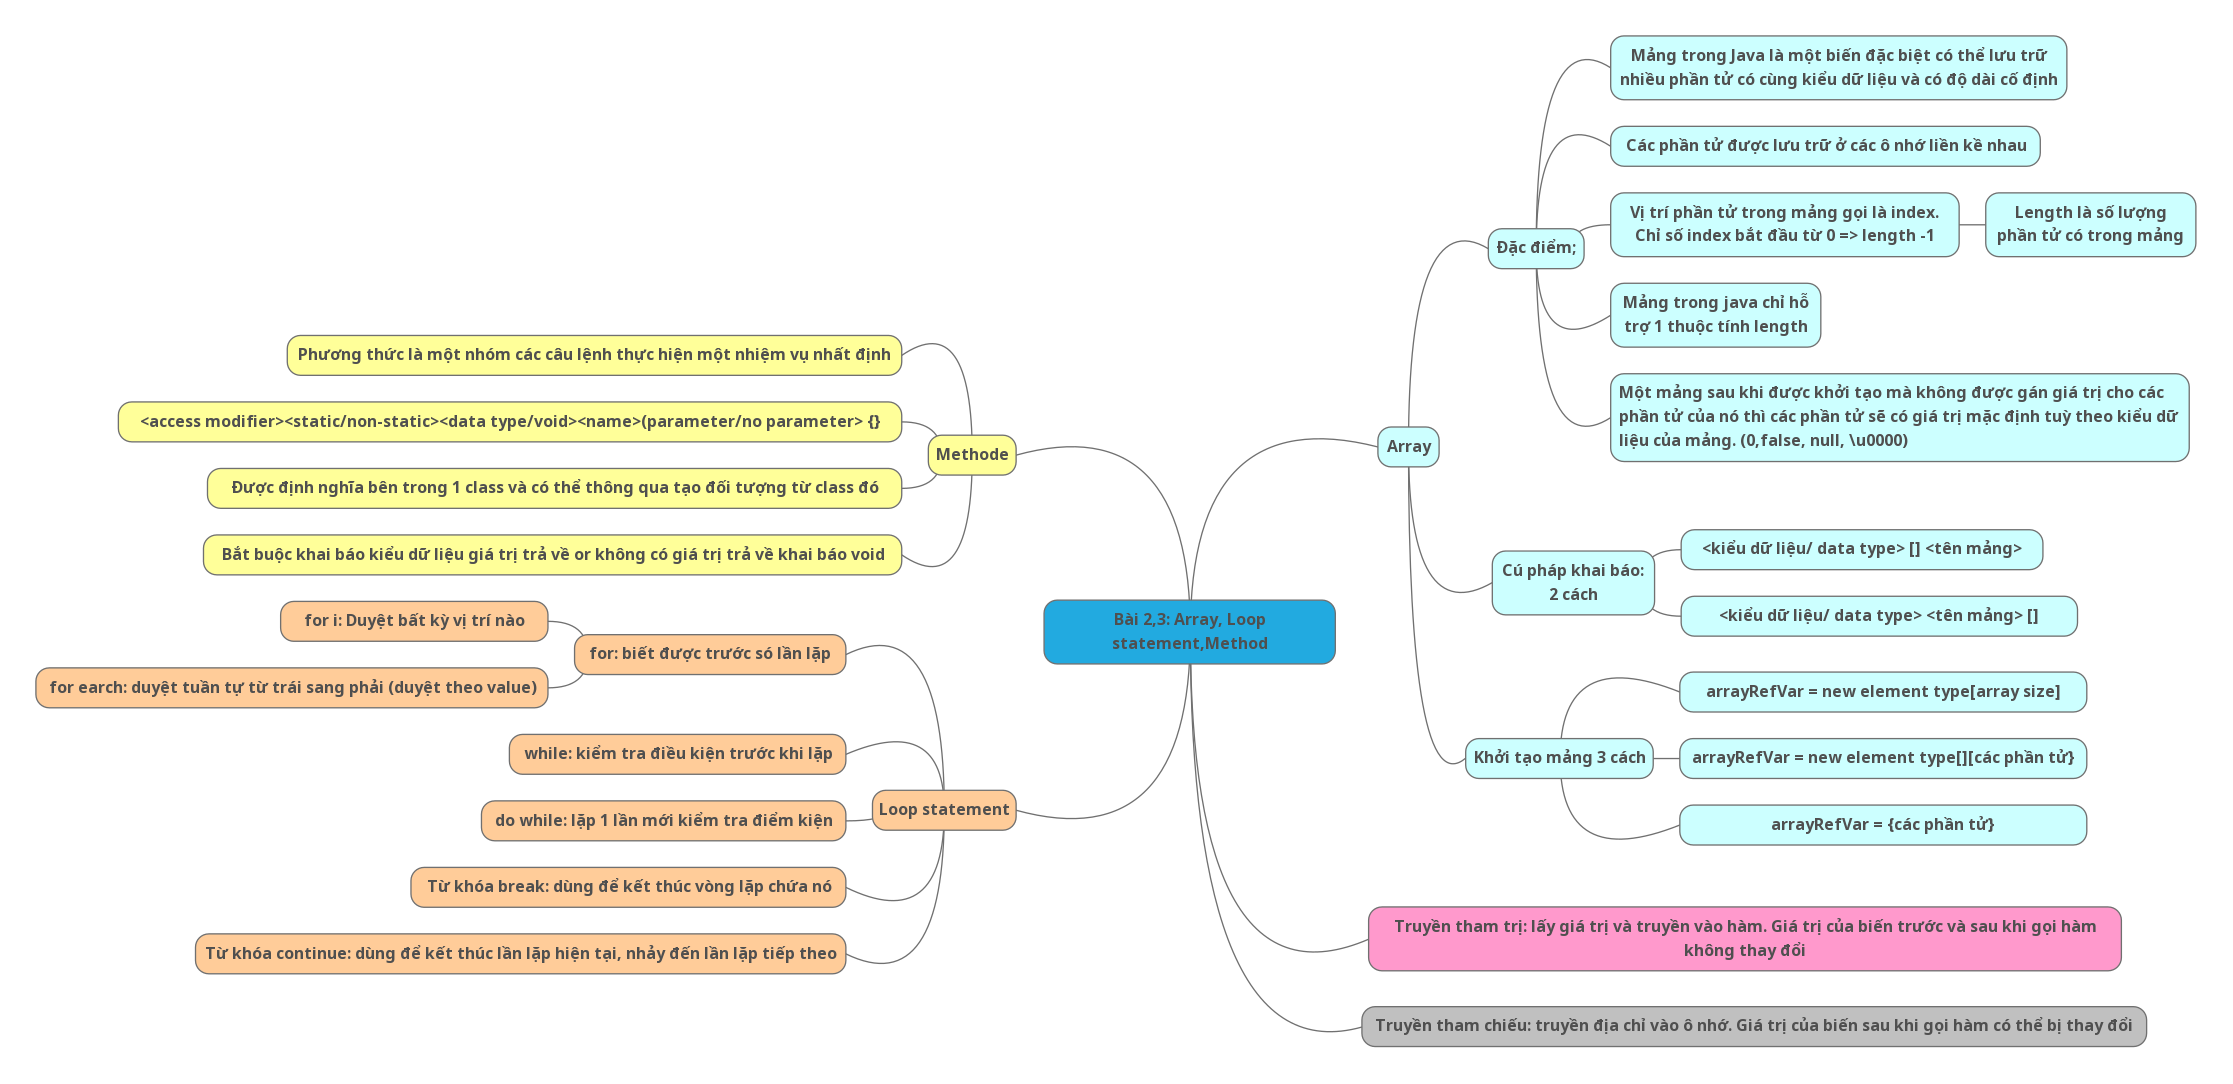 Bài 2,3: Array, Loop
statement,Method
Array
Đặc điểm;
Mảng trong Java là một biến đặc biệt có thể lưu trữ
nhiều phần tử có cùng kiểu dữ liệu và có độ dài cố định
Các phần tử được lưu trữ ở các ô nhớ liền kề nhau
Vị trí phần tử trong mảng gọi là index.
Chỉ số index bắt đầu từ 0 => length -1
Length là số lượng
phần tử có trong mảng
Mảng trong java chỉ hỗ
trợ 1 thuộc tính length
Một mảng sau khi được khởi tạo mà không được gán giá trị cho các
phần tử của nó thì các phần tử sẽ có giá trị mặc định tuỳ theo kiểu dữ
liệu của mảng. (0,false, null, \u0000)
Cú pháp khai báo:
2 cách
<kiểu dữ liệu/ data type> [] <tên mảng>
<kiểu dữ liệu/ data type> <tên mảng> []
Khởi tạo mảng 3 cách
arrayRefVar = new element type[array size]
arrayRefVar = new element type[][các phần tử}
arrayRefVar = {các phần tử}
Truyền tham trị: lấy giá trị và truyền vào hàm. Giá trị của biến trước và sau khi gọi hàm
không thay đổi
Truyền tham chiếu: truyền địa chỉ vào ô nhớ. Giá trị của biến sau khi gọi hàm có thể bị thay đổi
Methode
Phương thức là một nhóm các câu lệnh thực hiện một nhiệm vụ nhất định
<access modifier><static/non-static><data type/void><name>(parameter/no parameter> {}
Được định nghĩa bên trong 1 class và có thể thông qua tạo đối tượng từ class đó
Bắt buộc khai báo kiểu dữ liệu giá trị trả về or không có giá trị trả về khai báo void
Loop statement
for: biết được trước só lần lặp
for i: Duyệt bất kỳ vị trí nào
for earch: duyệt tuần tự từ trái sang phải (duyệt theo value)
while: kiểm tra điều kiện trước khi lặp
do while: lặp 1 lần mới kiểm tra điểm kiện
Từ khóa break: dùng để kết thúc vòng lặp chứa nó
Từ khóa continue: dùng để kết thúc lần lặp hiện tại, nhảy đến lần lặp tiếp theo